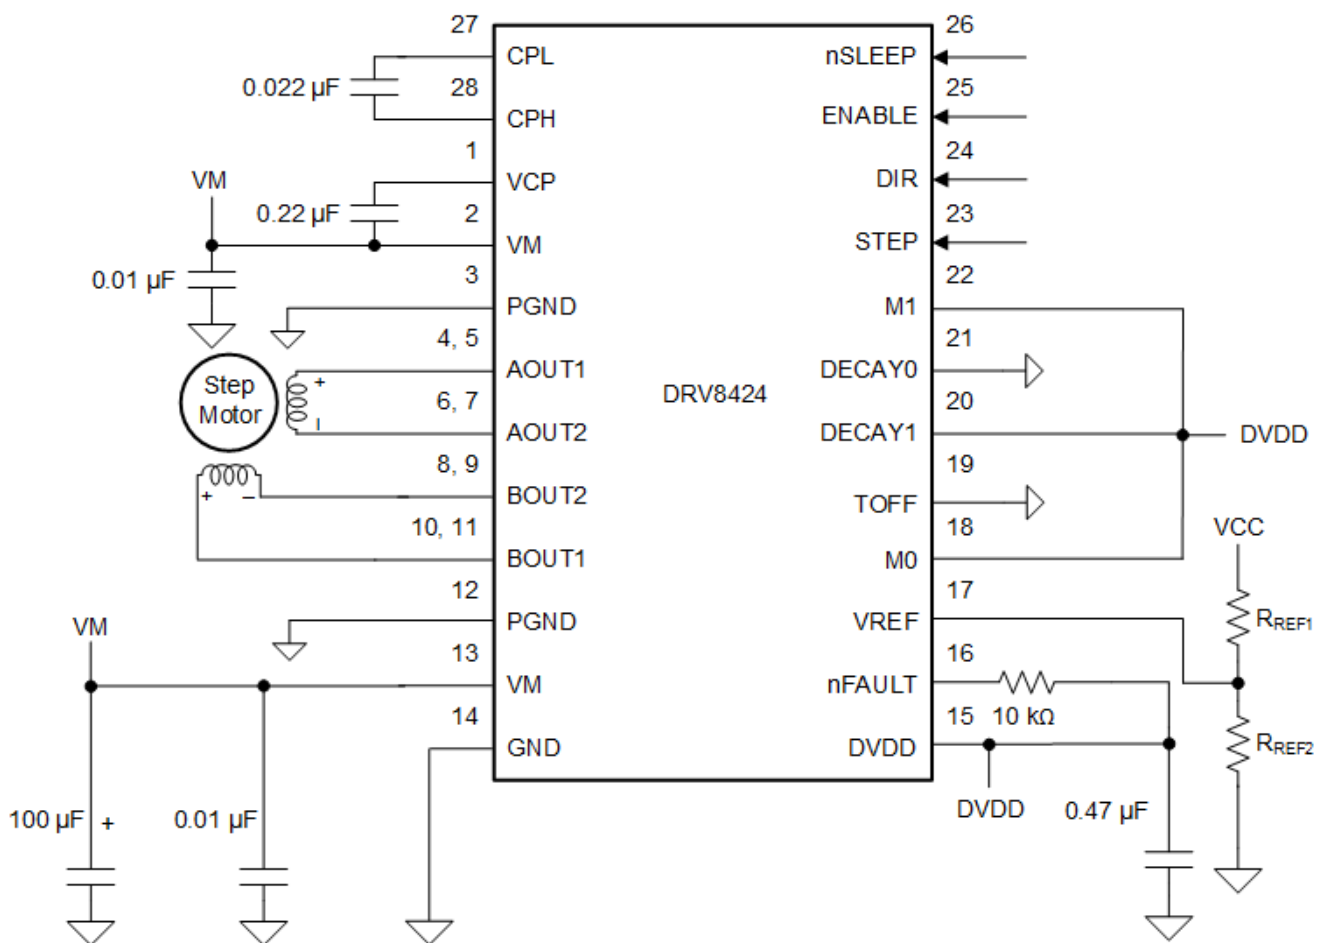 27
CPL
0.022 µF
28
CPH
1
VCP
VM
0.22 µF
2
VM
0.01 µF
3
PGND
4, 5
AOUT1
+
Step
Motor
6, 7
–
AOUT2
8, 9
+ –
BOUT2
10, 11
BOUT1
12
PGND
VM
13
VM
14
GND
100 µF +
0.01 µF
DRV8424
26
nSLEEP
25
ENABLE
24
DIR
23
STEP
22
M1
21
DECAY0
20
DECAY1
DVDD
19
TOFF
18
M0
VCC
17
VREF
RREF1
16
nFAULT
10 kΩ
15
DVDD
RREF2
DVDD
0.47 µF